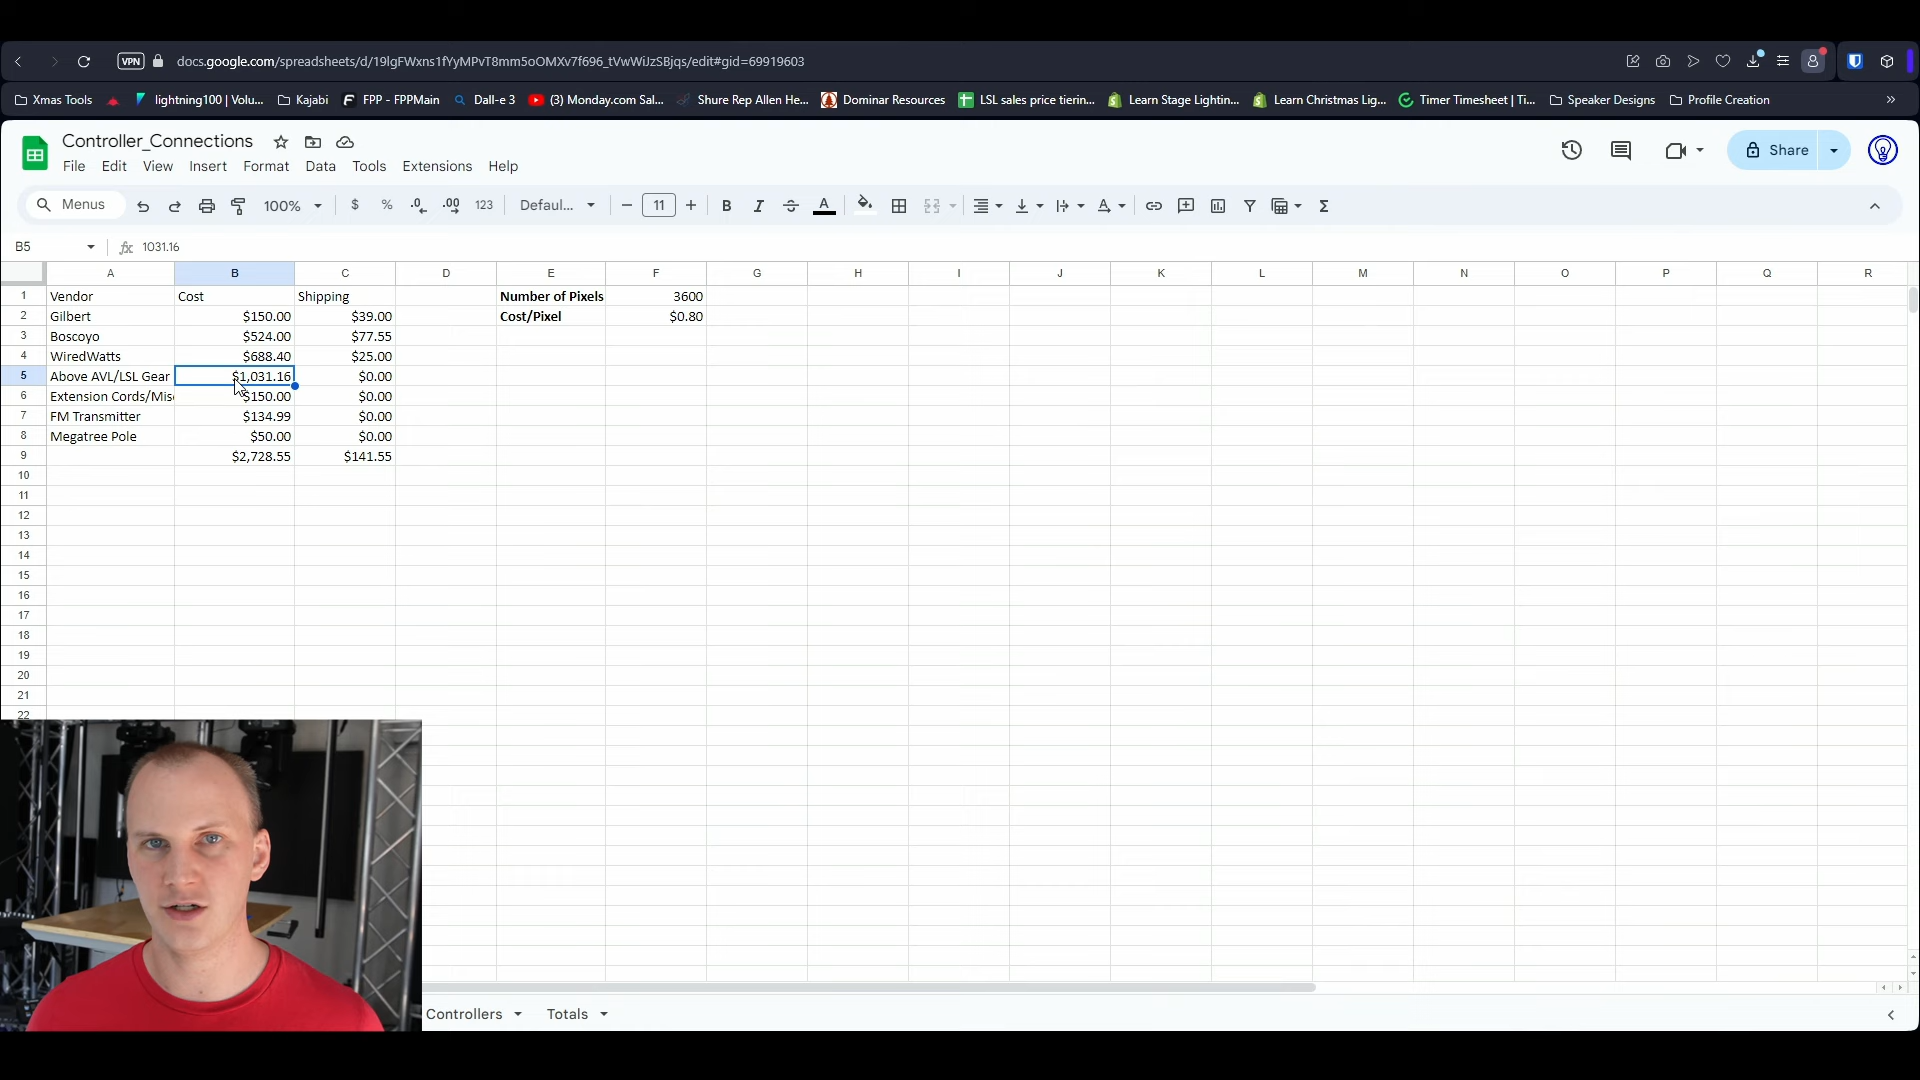 VPN docs.google.com/spreadsheets/d/19lgFWxns1fYyMPvT8mm5oOMXv7f696_tVwWiJzSBjqs/edit#gid=69919603
Xmas Tools lightning100 | Volu... Kajabi FPP - FPPMain Dall-e 3 (3) Monday.com Sal... Shure Rep Allen He... Dominar Resources LSL sales price tierin... Learn Stage Lightin... Learn Christmas Lig... Timer Timesheet | Ti... Speaker Designs Profile Creation »
Controller_Connections
File Edit View Insert Format Data Tools Extensions Help
Share
Menus 100% $ % .0 .00 123 Defaul... − 11 + B I S A Σ
B5 fx 1031.16
A B C D E F G H I J K L M N O P Q R
1 Vendor Cost Shipping Number of Pixels 3600
2 Gilbert $150.00 $39.00 Cost/Pixel $0.80
3 Boscoyo $524.00 $77.55
4 WiredWatts $688.40 $25.00
5 Above AVL/LSL Gear $1,031.16 $0.00
6 Extension Cords/Mis $150.00 $0.00
7 FM Transmitter $134.99 $0.00
8 Megatree Pole $50.00 $0.00
9 $2,728.55 $141.55
10
11
12
13
14
15
16
17
18
19
20
21
22
Controllers Totals